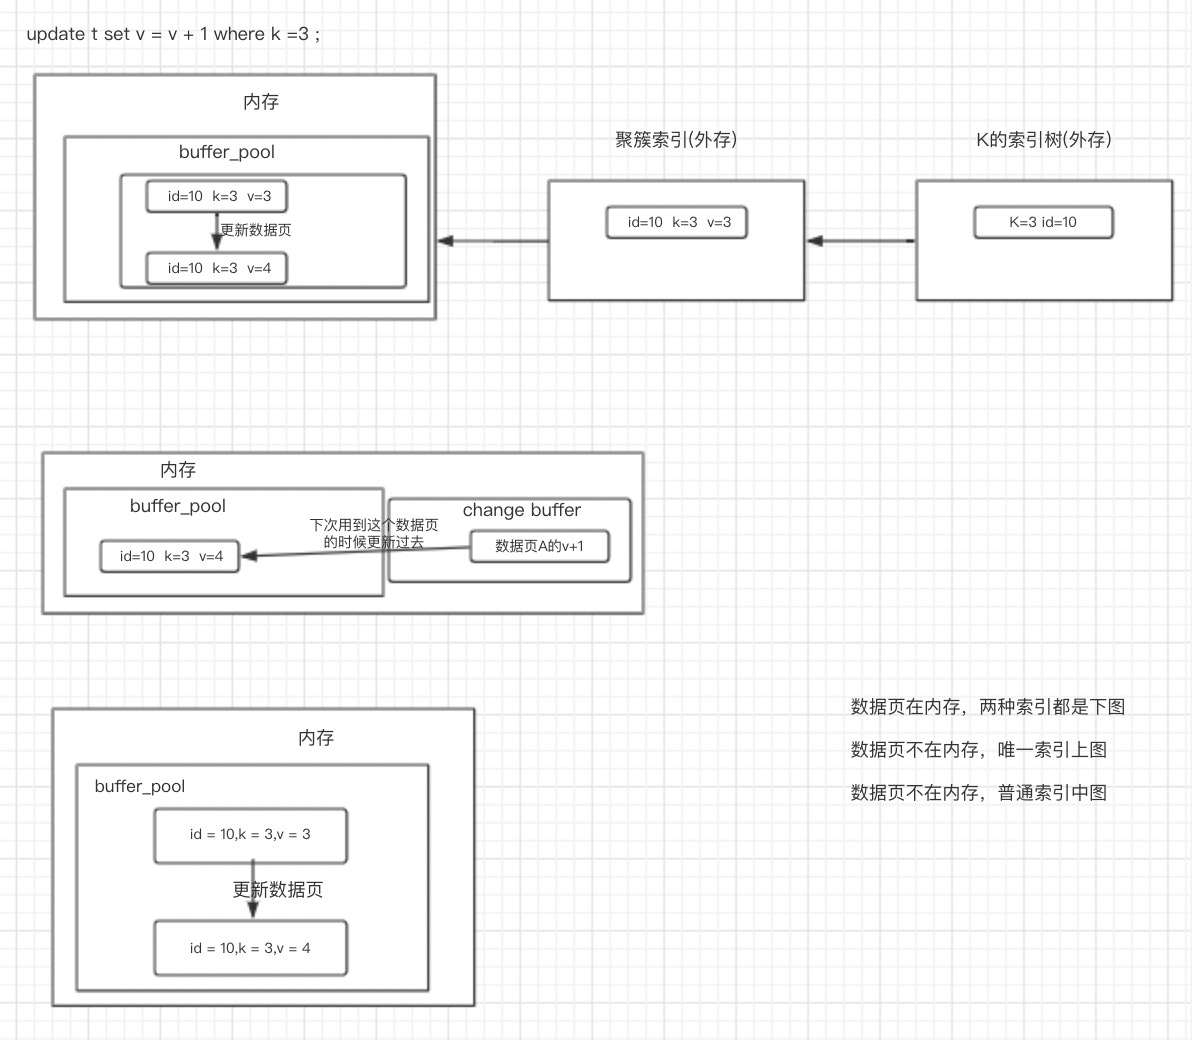 update t set v = v + 1 where k =3 ;
内存
buffer_pool
id=10 k=3 v=3
更新数据页
id=10 k=3 v=4
聚簇索引(外存)
id=10 k=3 v=3
K的索引树(外存)
K=3 id=10
内存
buffer_pool
id=10 k=3 v=4
下次用到这个数据页
的时候更新过去
change buffer
数据页A的v+1
内存
buffer_pool
id = 10,k = 3,v = 3
更新数据页
id = 10,k = 3,v = 4
数据页在内存，两种索引都是下图
数据页不在内存，唯一索引上图
数据页不在内存，普通索引中图